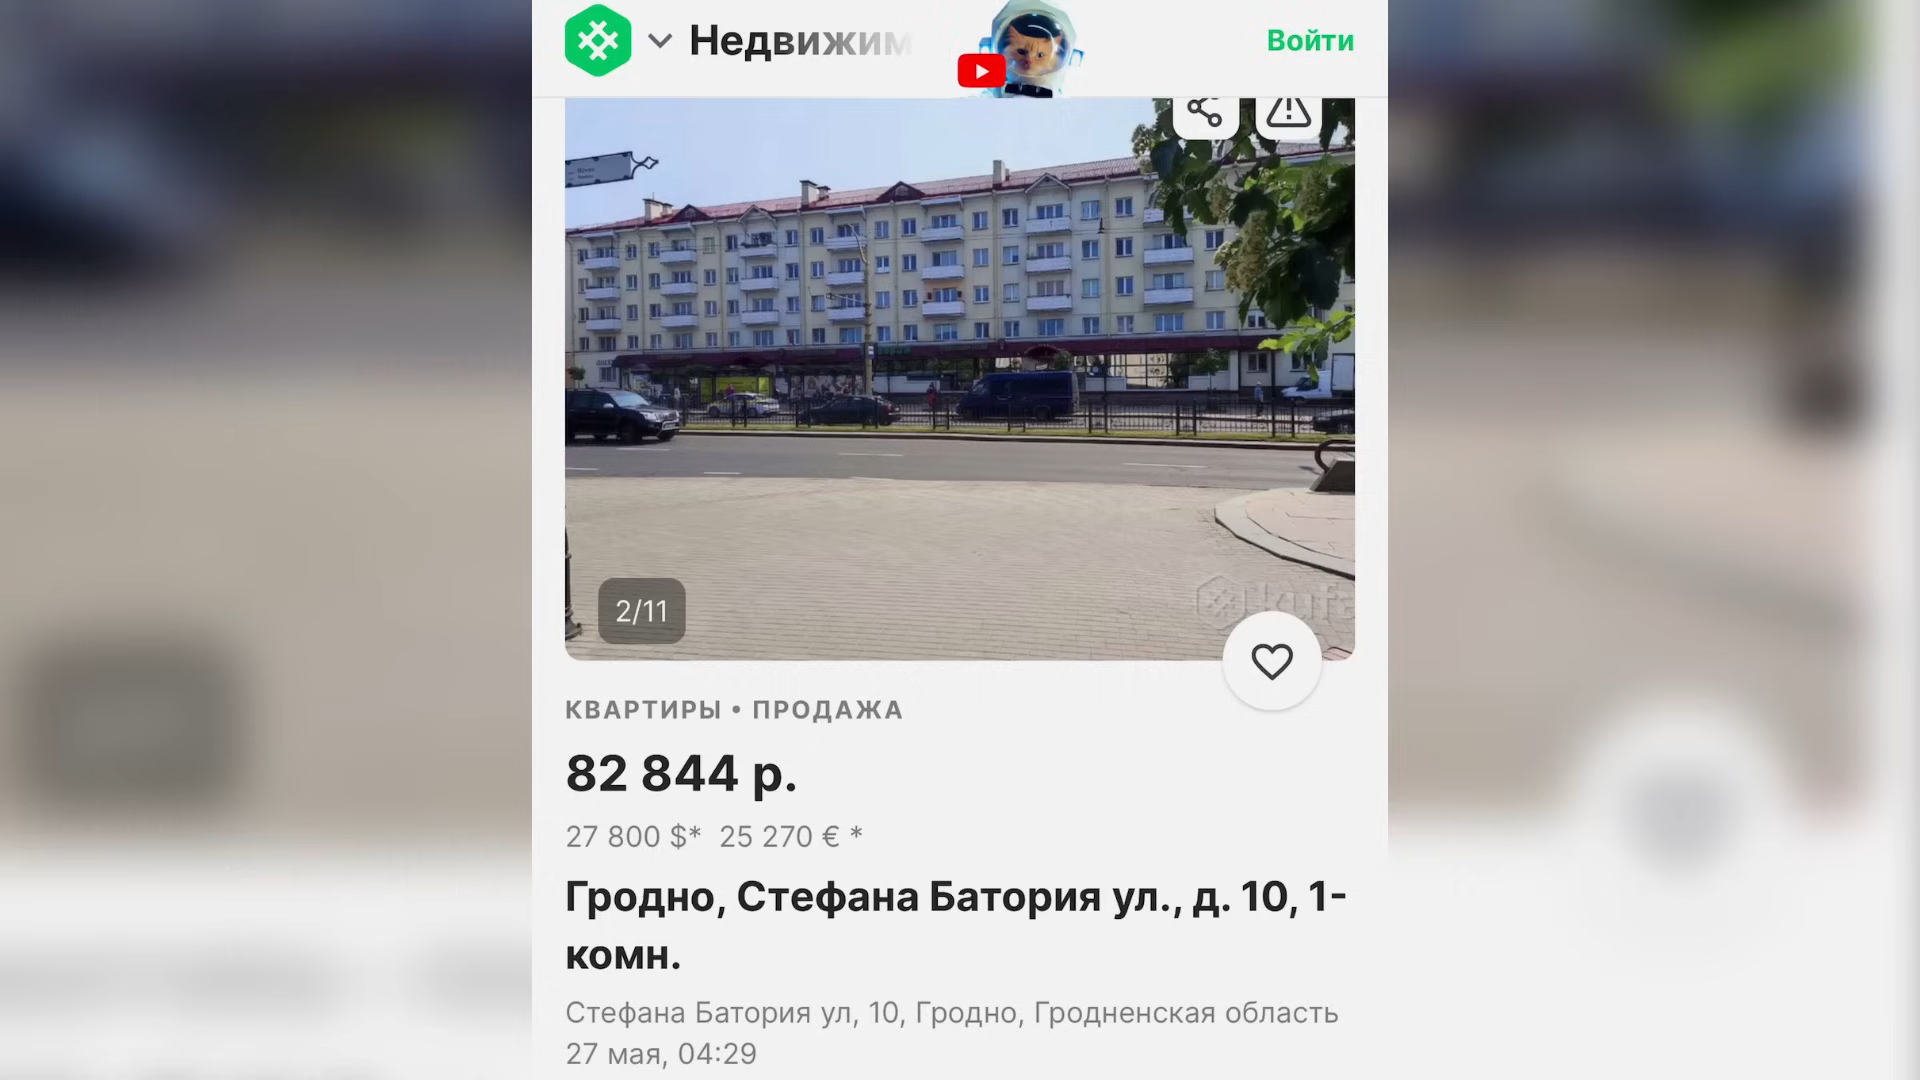 Недвижим
Войти
2/11
КВАРТИРЫ • ПРОДАЖА
82 844 р.
27 800 $* 25 270 € *
Гродно, Стефана Батория ул., д. 10, 1-
комн.
Стефана Батория ул, 10, Гродно, Гродненская область
27 мая, 04:29